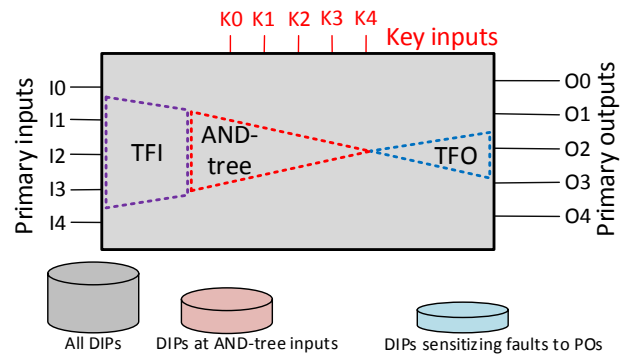 K0 K1 K2 K3 K4 Key inputs
Primary inputs
I0
I1
I2
I3
I4
TFI
AND-
tree
TFO
O0
O1
O2
O3
O4
Primary outputs
All DIPs
DIPs at AND-tree inputs
DIPs sensitizing faults to POs